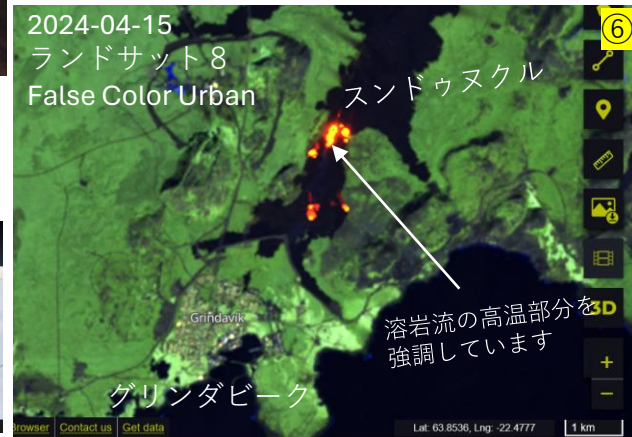 2024-04-15
ランドサット８
False Color Urban
⑥
スンドゥヌクル
溶岩流の高温部分を
強調しています
3D
Grindavik
グリンダビーク
+
−
Browser Contact us Get data
Lat: 63.8536, Lng: -22.4777
1 km